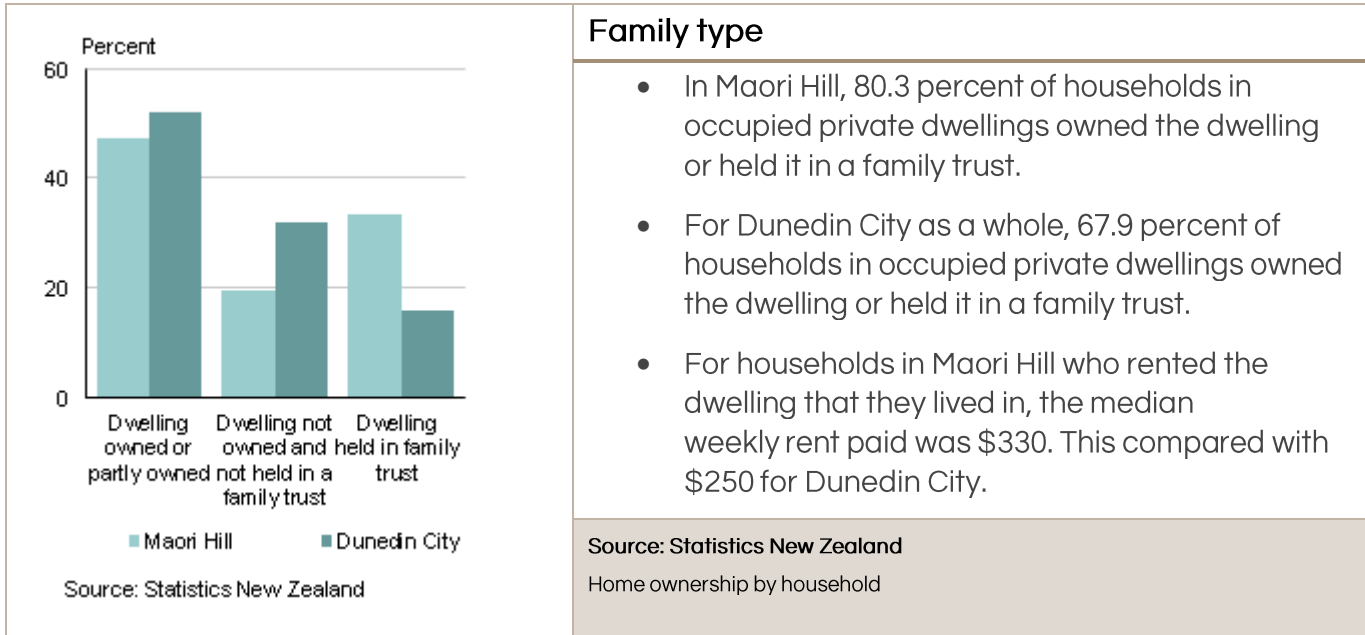 Percent
60
40
20
0
Dwelling owned or partly owned
Dwelling not owned and not held in a family trust
Dwelling held in family trust
Maori Hill
Dunedin City
Source: Statistics New Zealand
Family type
• In Maori Hill, 80.3 percent of households in
occupied private dwellings owned the dwelling
or held it in a family trust.
• For Dunedin City as a whole, 67.9 percent of
households in occupied private dwellings owned
the dwelling or held it in a family trust.
• For households in Maori Hill who rented the
dwelling that they lived in, the median
weekly rent paid was $330. This compared with
$250 for Dunedin City.
Source: Statistics New Zealand
Home ownership by household